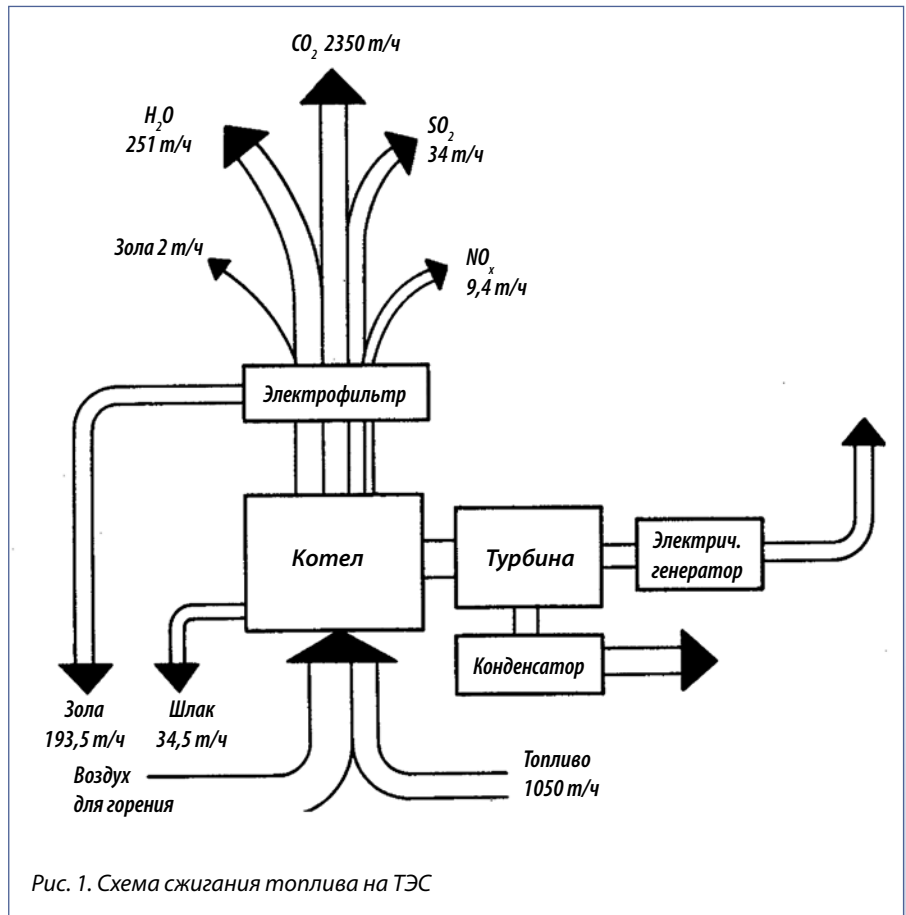 CO₂ 2350 т/ч
H₂O
251 т/ч
SO₂
34 т/ч
Зола 2 т/ч
NOₓ
9,4 т/ч
Электрофильтр
Котел
Турбина
Электрич.
генератор
Конденсатор
Зола
193,5 т/ч
Шлак
34,5 т/ч
Воздух
для горения
Топливо
1050 т/ч
Рис. 1. Схема сжигания топлива на ТЭС